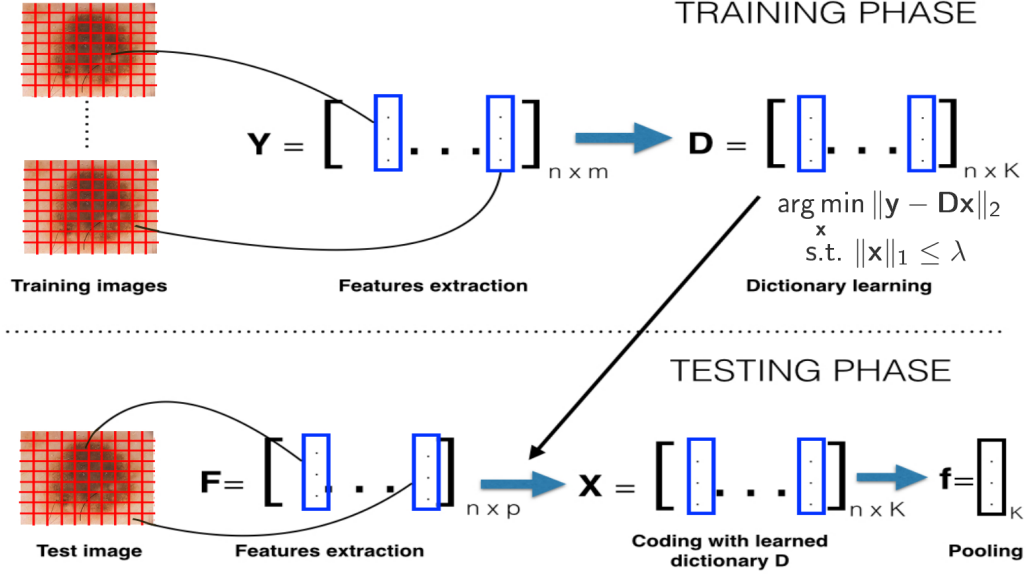 TRAINING PHASE
Y = [ . . . ] n x m
D = [ . . . ] n x K
arg min ‖y − Dx‖₂
x
s.t. ‖x‖₁ ≤ λ
Training images
Features extraction
Dictionary learning
TESTING PHASE
F= [ . . . ] n x p
X = [ . . . ] n x K
f= K
Test image
Features extraction
Coding with learned
dictionary D
Pooling